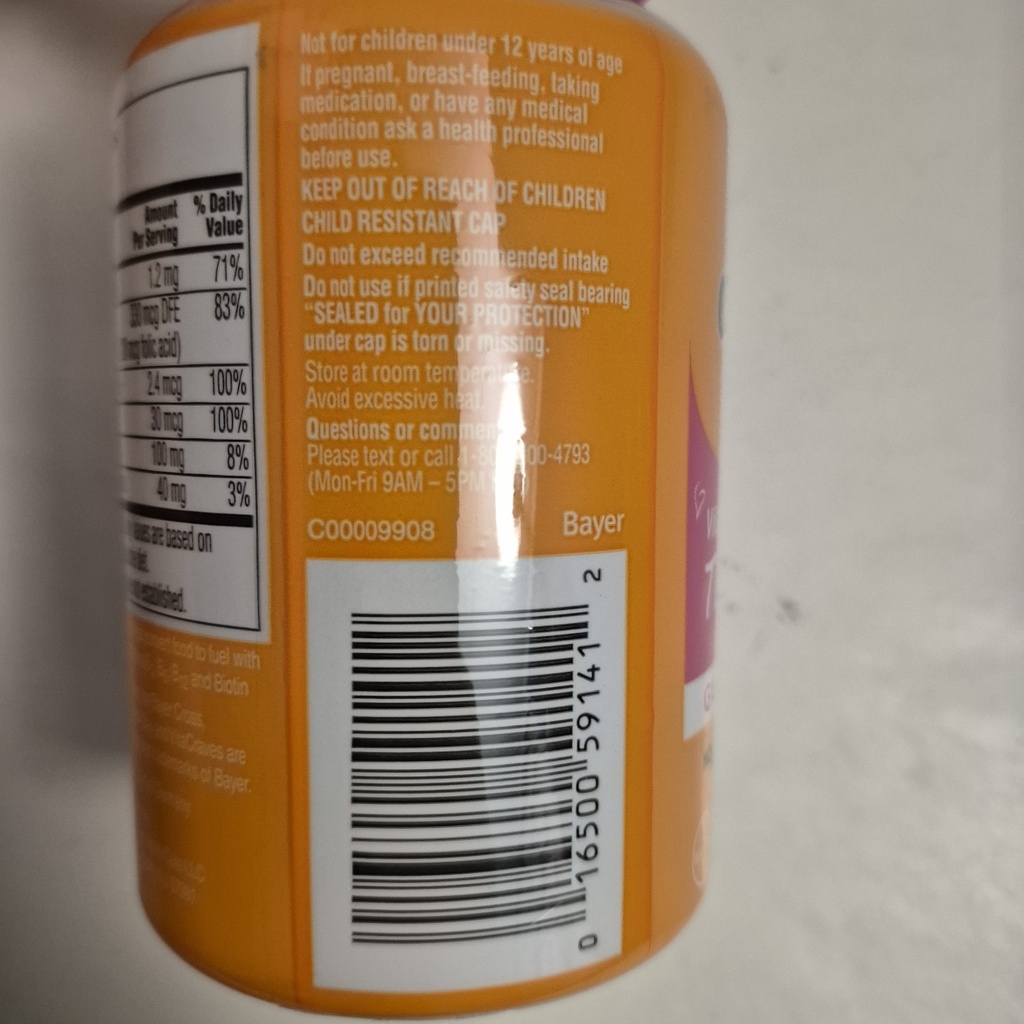 Amount
Per Serving
% Daily
Value
1.2 mg 71%
mcg DFE 83%
folic acid)
2.4 mcg 100%
30 mcg 100%
100 mg 8%
40 mg 3%
are based on
food to fuel with
and Biotin
are
of Bayer.
Not for children under 12 years of age
If pregnant, breast-feeding, taking
medication, or have any medical
condition ask a health professional
before use.
KEEP OUT OF REACH OF CHILDREN
CHILD RESISTANT CAP
Do not exceed recommended intake
Do not use if printed safety seal bearing
"SEALED for YOUR PROTECTION"
under cap is torn or missing.
Store at room temperature.
Avoid excessive heat.
Questions or
Please text or call
(Mon-Fri 9AM – 5PM
C00009908 Bayer
0 16500 59141 2